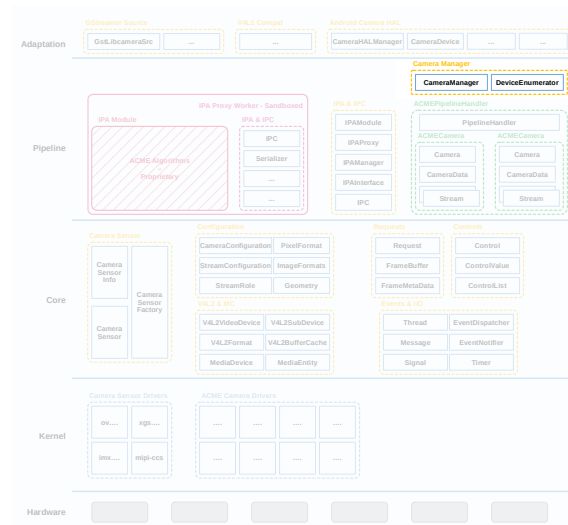 GStreamer Source
V4L2 Compat
Android Camera HAL
Adaptation
GstLibcameraSrc
...
...
CameraHALManager
CameraDevice
...
...
Camera Manager
CameraManager
DeviceEnumerator
Pipeline
IPA Proxy Worker - Sandboxed
IPA Module
IPA & IPC
ACME Algorithms
–
Proprietary
IPC
Serializer
...
...
IPA & IPC
IPAModule
IPAProxy
IPAManager
IPAInterface
IPC
ACMEPipelineHandler
PipelineHandler
ACMECamera
ACMECamera
Camera
Camera
CameraData
CameraData
Stream
Stream
Core
Camera Sensor
Camera
Sensor
Info
Camera
Sensor
Camera
Sensor
Factory
Configuration
CameraConfiguration
PixelFormat
StreamConfiguration
ImageFormats
StreamRole
Geometry
Requests
Request
FrameBuffer
FrameMetaData
Controls
Control
ControlValue
ControlList
V4L2 & MC
V4L2VideoDevice
V4L2SubDevice
V4L2Format
V4L2BufferCache
MediaDevice
MediaEntity
Events & I/O
Thread
EventDispatcher
Message
EventNotifier
Signal
Timer
Kernel
Camera Sensor Drivers
ov....
xgs....
imx....
mipi-ccs
ACME Camera Drivers
....
....
....
....
....
....
....
....
Hardware